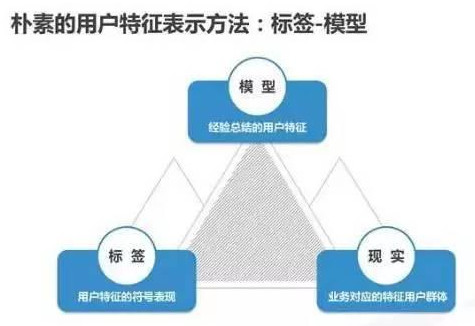 朴素的用户特征表示方法：标签-模型
模 型
经验总结的用户特征
标 签
用户特征的符号表现
现 实
业务对应的特征用户群体